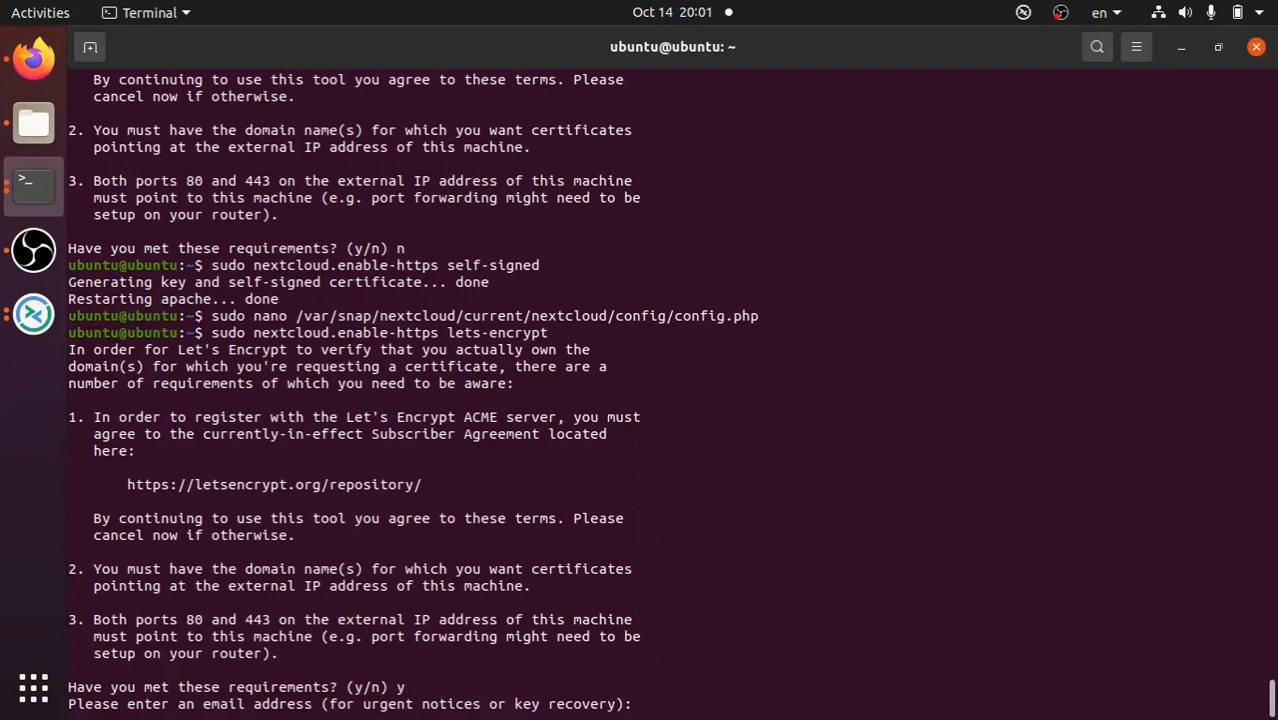 Activities Terminal Oct 14 20:01 en
ubuntu@ubuntu: ~
By continuing to use this tool you agree to these terms. Please
cancel now if otherwise.
2. You must have the domain name(s) for which you want certificates
pointing at the external IP address of this machine.
3. Both ports 80 and 443 on the external IP address of this machine
must point to this machine (e.g. port forwarding might need to be
setup on your router).
Have you met these requirements? (y/n) n
ubuntu@ubuntu:~$ sudo nextcloud.enable-https self-signed
Generating key and self-signed certificate... done
Restarting apache... done
ubuntu@ubuntu:~$ sudo nano /var/snap/nextcloud/current/nextcloud/config/config.php
ubuntu@ubuntu:~$ sudo nextcloud.enable-https lets-encrypt
In order for Let's Encrypt to verify that you actually own the
domain(s) for which you're requesting a certificate, there are a
number of requirements of which you need to be aware:
1. In order to register with the Let's Encrypt ACME server, you must
agree to the currently-in-effect Subscriber Agreement located
here:
https://letsencrypt.org/repository/
By continuing to use this tool you agree to these terms. Please
cancel now if otherwise.
2. You must have the domain name(s) for which you want certificates
pointing at the external IP address of this machine.
3. Both ports 80 and 443 on the external IP address of this machine
must point to this machine (e.g. port forwarding might need to be
setup on your router).
Have you met these requirements? (y/n) y
Please enter an email address (for urgent notices or key recovery):